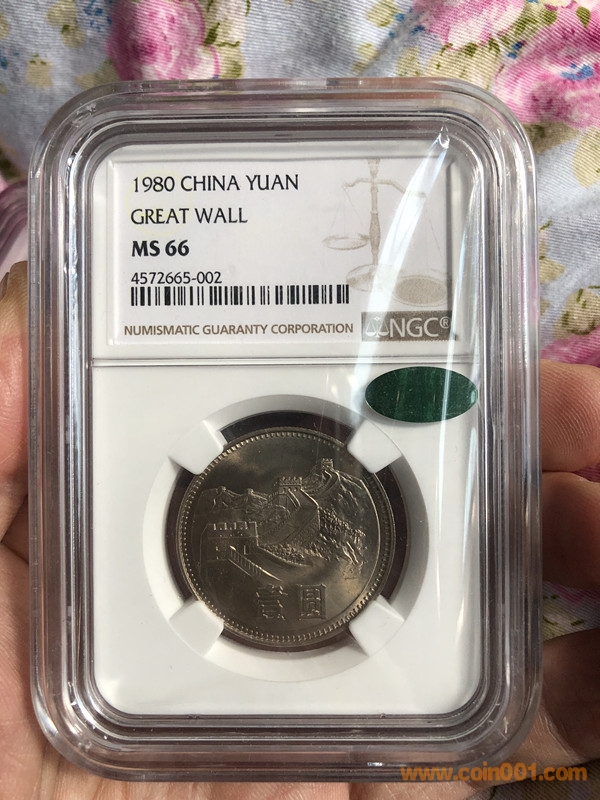 1980 CHINA YUAN
GREAT WALL
MS 66
4572665-002
NUMISMATIC GUARANTY CORPORATION
NGC®
壹圆
www.coin001.com